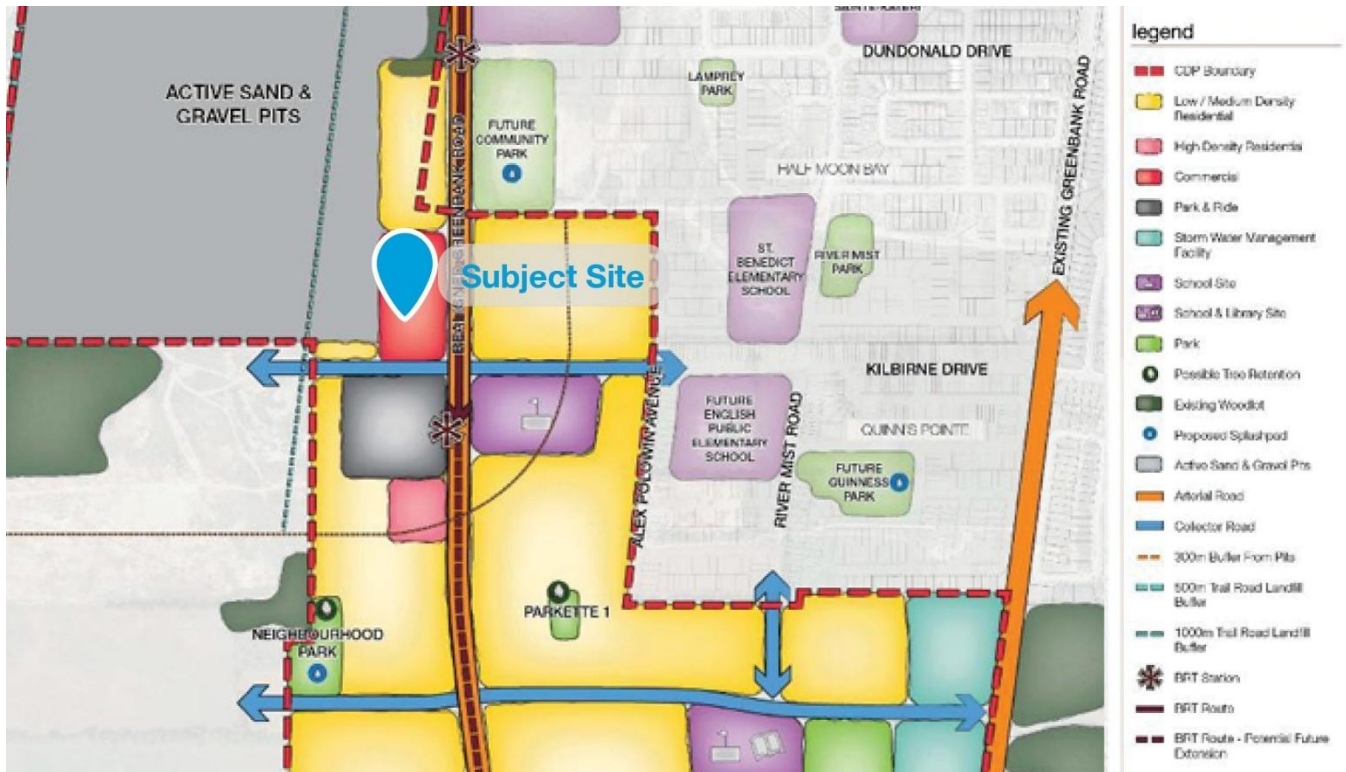 DUNDONALD DRIVE
LAMPREY
PARK
ACTIVE SAND &
GRAVEL PITS
FUTURE
COMMUNITY
PARK
EXISTING GREENBANK ROAD
HALF MOON BAY
ST.
BENEDICT
ELEMENTARY
SCHOOL
RIVER MIST
PARK
Subject Site
KILBIRNE DRIVE
FUTURE
ENGLISH
PUBLIC
ELEMENTARY
SCHOOL
ALEX POLOWIN AVENUE
RIVER MIST ROAD
QUINN'S POINTE
FUTURE
GUINNESS
PARK
PARKETTE 1
NEIGHBOURHOOD
PARK
legend
CDP Boundary
Low / Medium Density
Residential
High Density Residential
Commercial
Park & Ride
Storm Water Management
Facility
School Site
School & Library Site
Park
Possible Tree Retention
Existing Woodlot
Proposed Splashpad
Active Sand & Gravel Pits
Arterial Road
Collector Road
300m Buffer From Pits
500m Trail Road Landfill
Buffer
1000m Trail Road Landfill
Buffer
BRT Station
BRT Route
BRT Route - Potential Future
Extension